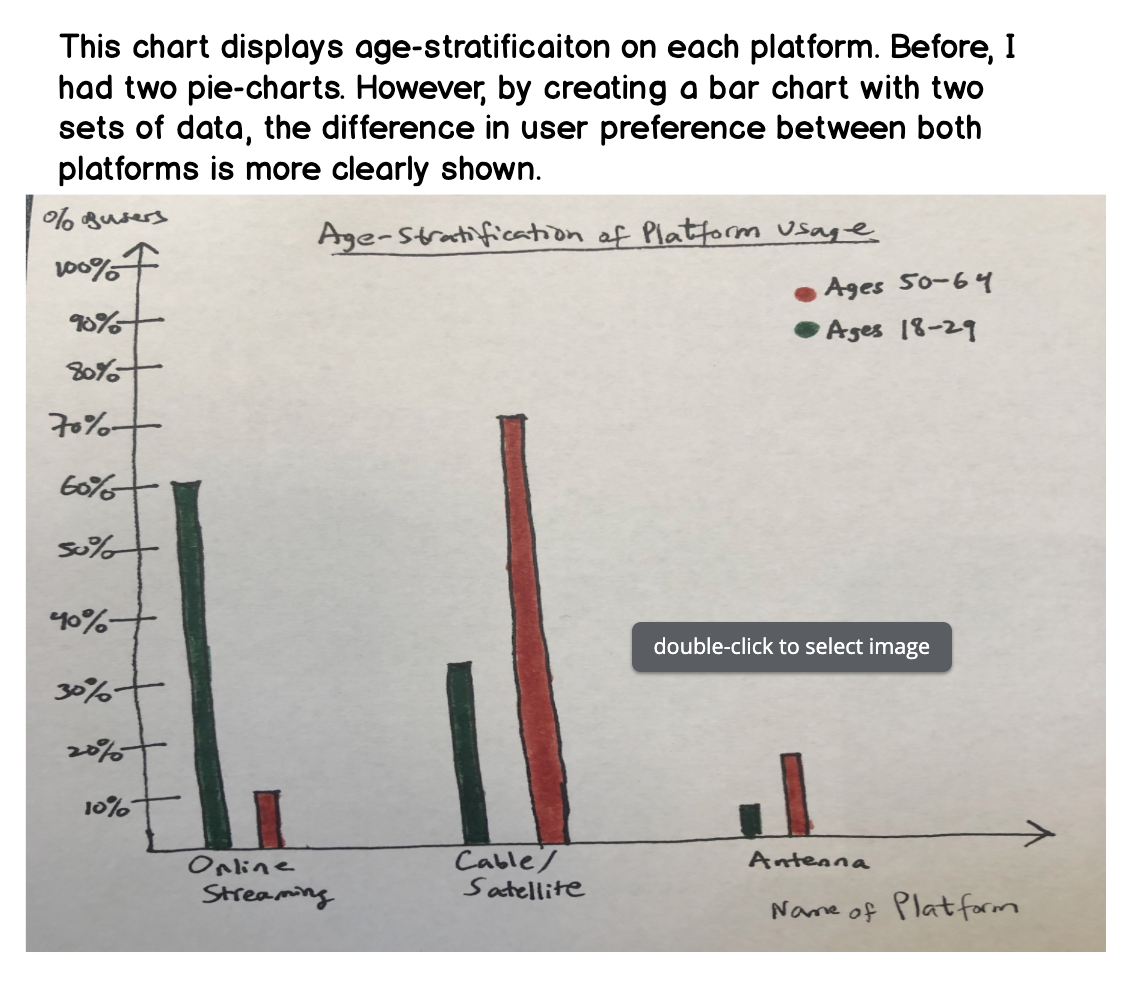 This chart displays age-stratificaiton on each platform. Before, I
had two pie-charts. However, by creating a bar chart with two
sets of data, the difference in user preference between both
platforms is more clearly shown.
% of users
Age-Stratification of Platform Usage
100%
Ages 50-64
90%
Ages 18-29
80%
70%
60%
50%
40%
double-click to select image
30%
20%
10%
Online
Streaming
Cable/
Satellite
Antenna
Name of Platform